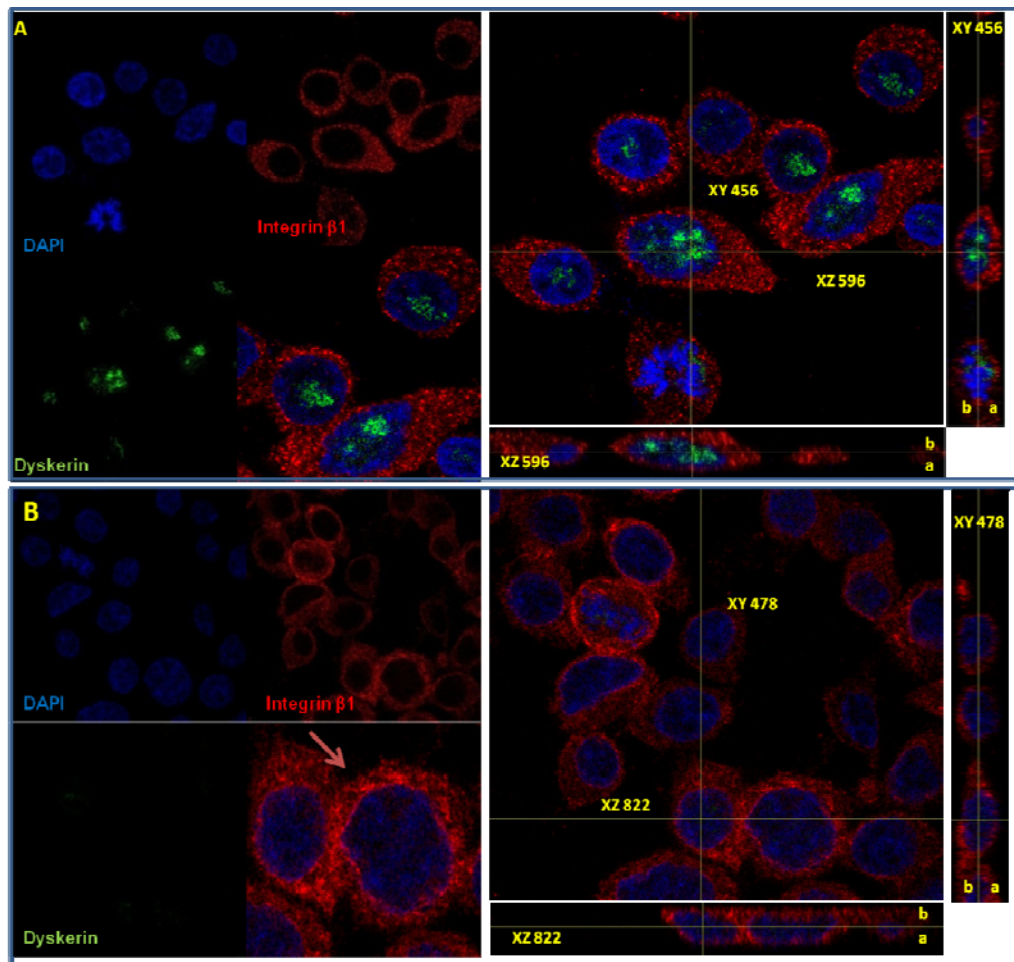 A
DAPI
Integrin β1
Dyskerin
XY 456
XZ 596
XY 456
b a
XZ 596
b
a
B
DAPI
Integrin β1
Dyskerin
XY 478
XZ 822
XY 478
b a
XZ 822
b
a